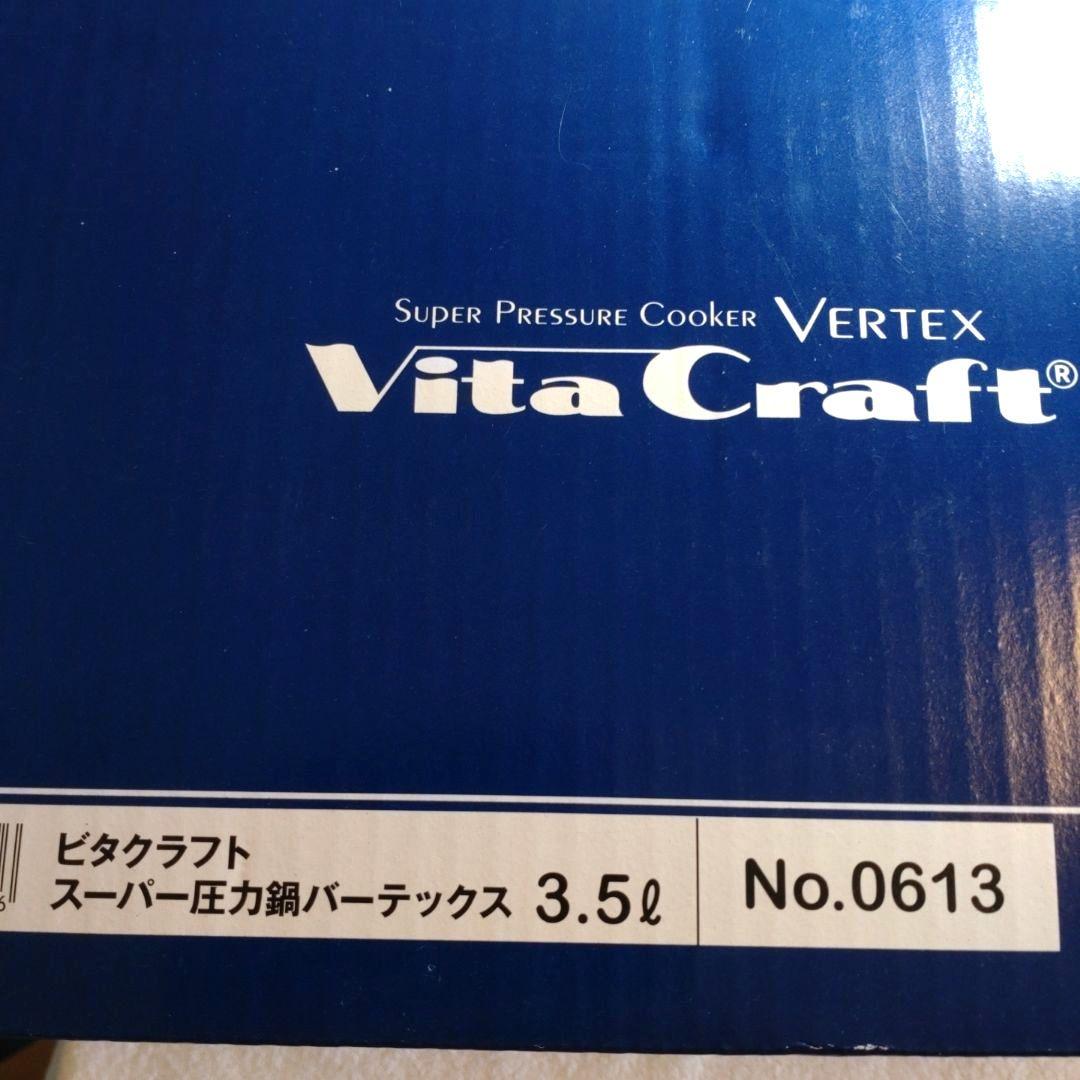 Super Pressure Cooker VERTEX
Vita Craft®
ビタクラフト
スーパー圧力鍋バーテックス 3.5ℓ
No.0613
6